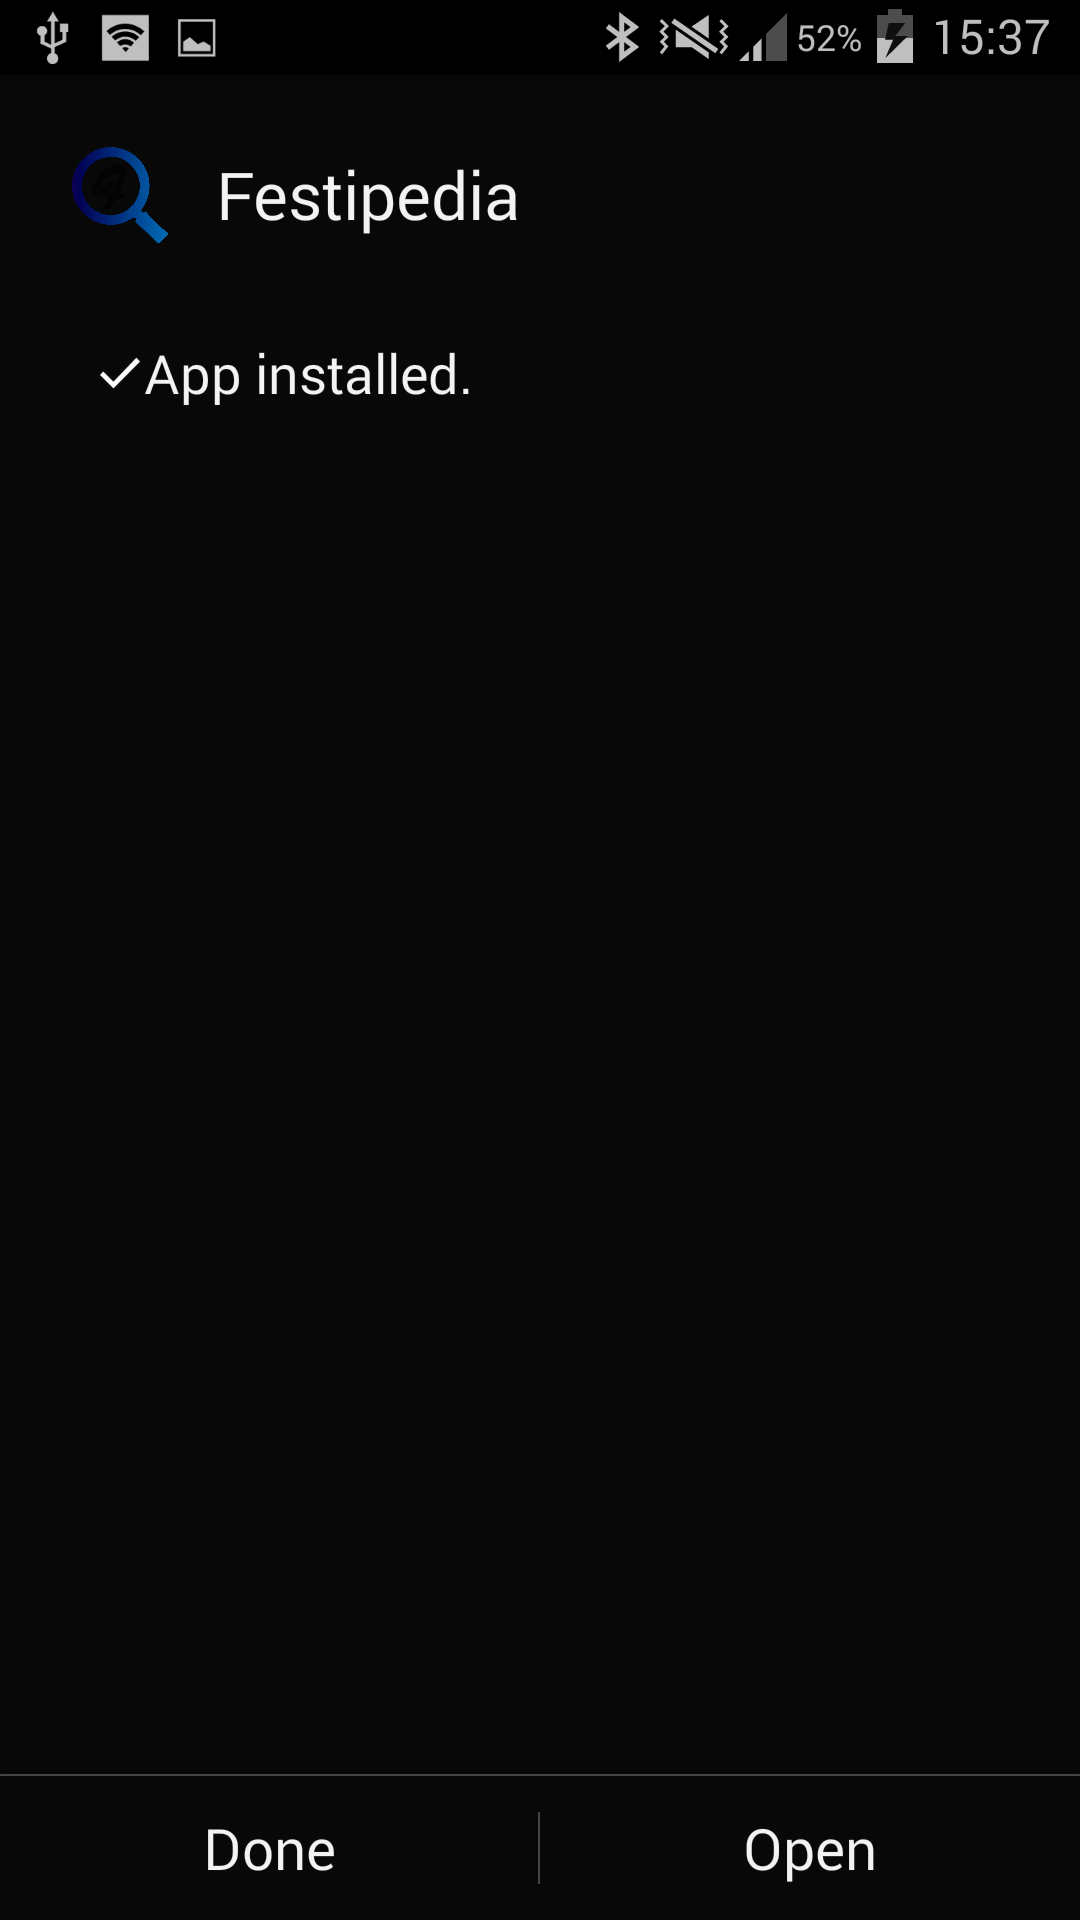 52% 15:37
Festipedia
App installed.
Done Open